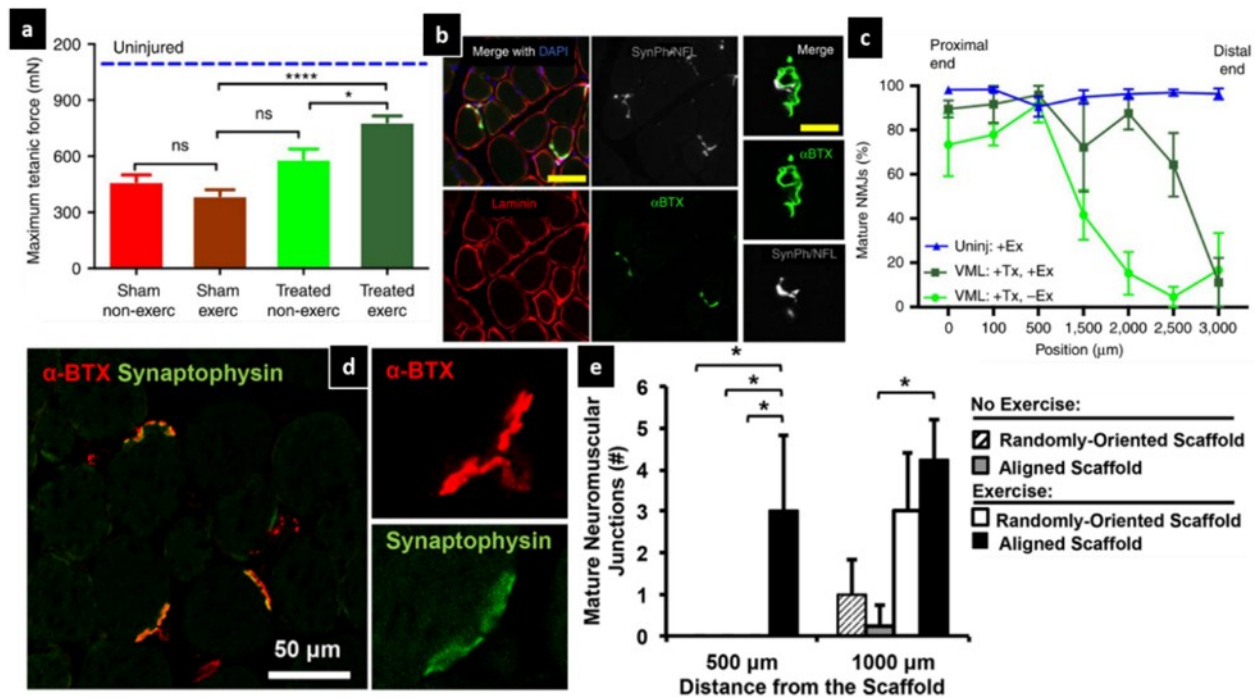 a
Maximum tetanic force (mN)
1200
900
600
300
0
Uninjured
****
*
ns
ns
Sham
non-exerc
Sham
exerc
Treated
non-exerc
Treated
exerc
b
Merge with DAPI
SynPh/NFL
Merge
Laminin
αBTX
αBTX
SynPh/NFL
c
Proximal
end
Distal
end
Mature NMJs (%)
100
80
60
40
20
0
Uninj: +Ex
VML: +Tx, +Ex
VML: +Tx, –Ex
0 100 500 1,500 2,000 2,500 3,000
Position (μm)
d
α-BTX Synaptophysin
50 μm
α-BTX
Synaptophysin
e
Mature Neuromuscular
Junctions (#)
6
5
4
3
2
1
0
*
*
*
*
500 μm 1000 μm
Distance from the Scaffold
No Exercise:
Randomly-Oriented Scaffold
Aligned Scaffold
Exercise:
Randomly-Oriented Scaffold
Aligned Scaffold